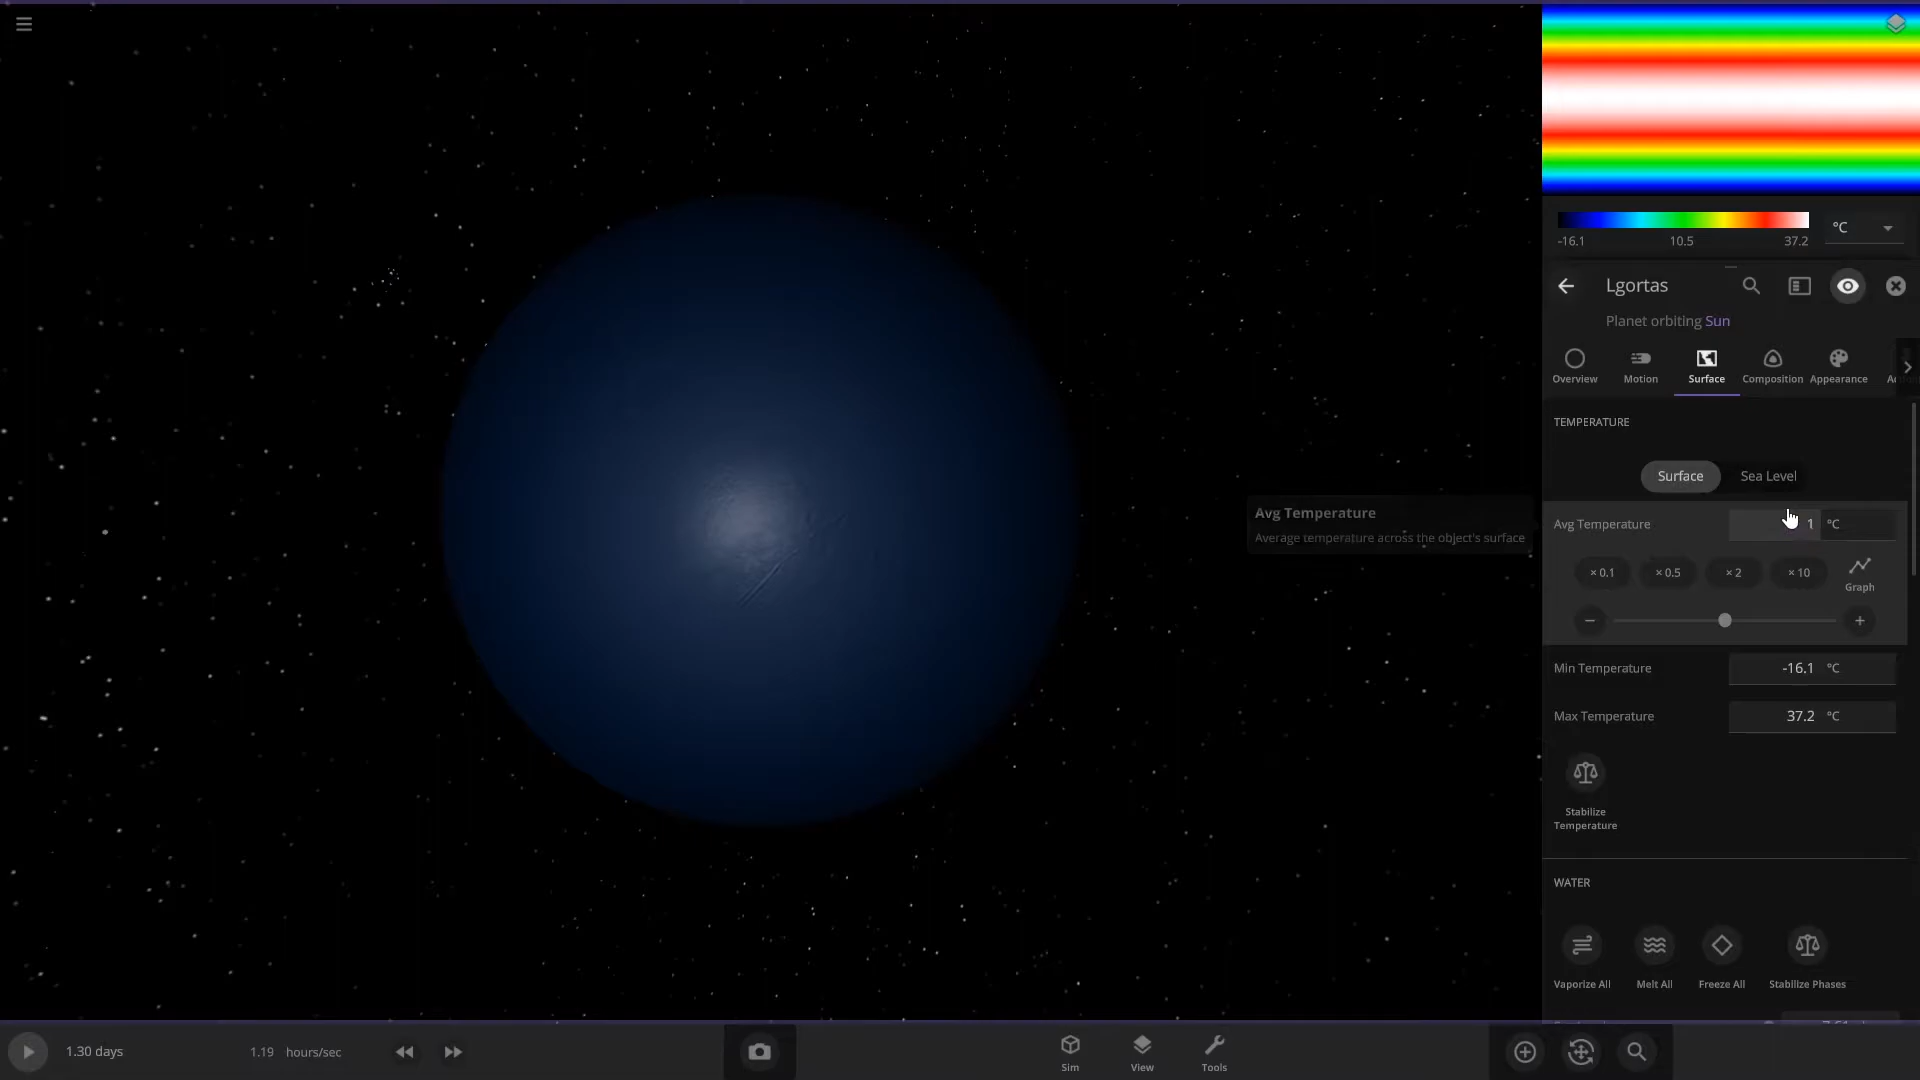 -16.1 10.5 37.2 °C
Lgortas
Planet orbiting Sun
Overview Motion Surface Composition Appearance
TEMPERATURE
Surface Sea Level
Avg Temperature 1 °C
Avg Temperature
Average temperature across the object's surface
× 0.1 × 0.5 × 2 × 10 Graph
Min Temperature -16.1 °C
Max Temperature 37.2 °C
Stabilize
Temperature
WATER
Vaporize All Melt All Freeze All Stabilize Phases
1.30 days 1.19 hours/sec Sim View Tools